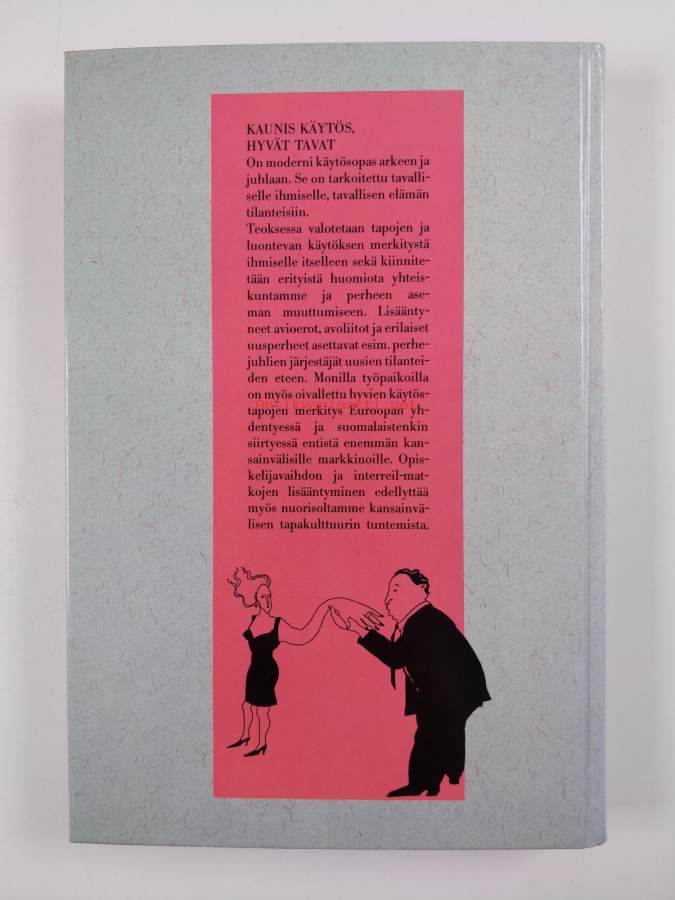 KAUNIS KÄYTÖS,
HYVÄT TAVAT
On moderni käytösopas arkeen ja
juhlaan. Se on tarkoitettu tavalli-
selle ihmiselle, tavallisen elämän
tilanteisiin.
Teoksessa valotetaan tapojen ja
luontevan käytöksen merkitystä
ihmiselle itselleen sekä kiinnite-
tään erityistä huomiota yhteis-
kuntamme ja perheen ase-
man muuttumiseen. Lisäänty-
neet avioerot, avoliitot ja erilaiset
uusperheet asettavat esim. perhe-
juhlien järjestäjät uusien tilantei-
den eteen. Monilla työpaikoilla
on myös oivallettu hyvien käytös-
tapojen merkitys Euroopan yh-
dentyessä ja suomalaistenkin
siirtyessä entistä enemmän kan-
sainvälisille markkinoille. Opis-
kelijavaihdon ja interreil-mat-
kojen lisääntyminen edellyttää
myös nuorisoltamme kansainvä-
lisen tapakulttuurin tuntemista.